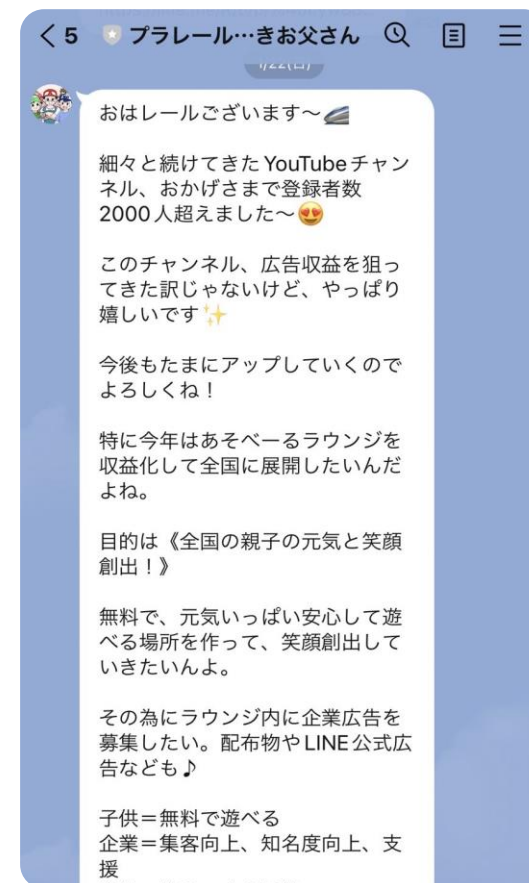 5 プラレール…きお父さん
1/22(日)
おはレールございます〜🚄
細々と続けてきた YouTubeチャン
ネル、おかげさまで登録者数
2000人超えました〜😍
このチャンネル、広告収益を狙っ
てきた訳じゃないけど、やっぱり
嬉しいです✨
今後もたまにアップしていくので
よろしくね！
特に今年はあそべーるラウンジを
収益化して全国に展開したいんだ
よね。
目的は《全国の親子の元気と笑顔
創出！》
無料で、元気いっぱい安心して遊
べる場所を作って、笑顔創出して
いきたいんよ。
その為にラウンジ内に企業広告を
募集したい。配布物やLINE公式広
告なども♪
子供＝無料で遊べる
企業＝集客向上、知名度向上、支
援